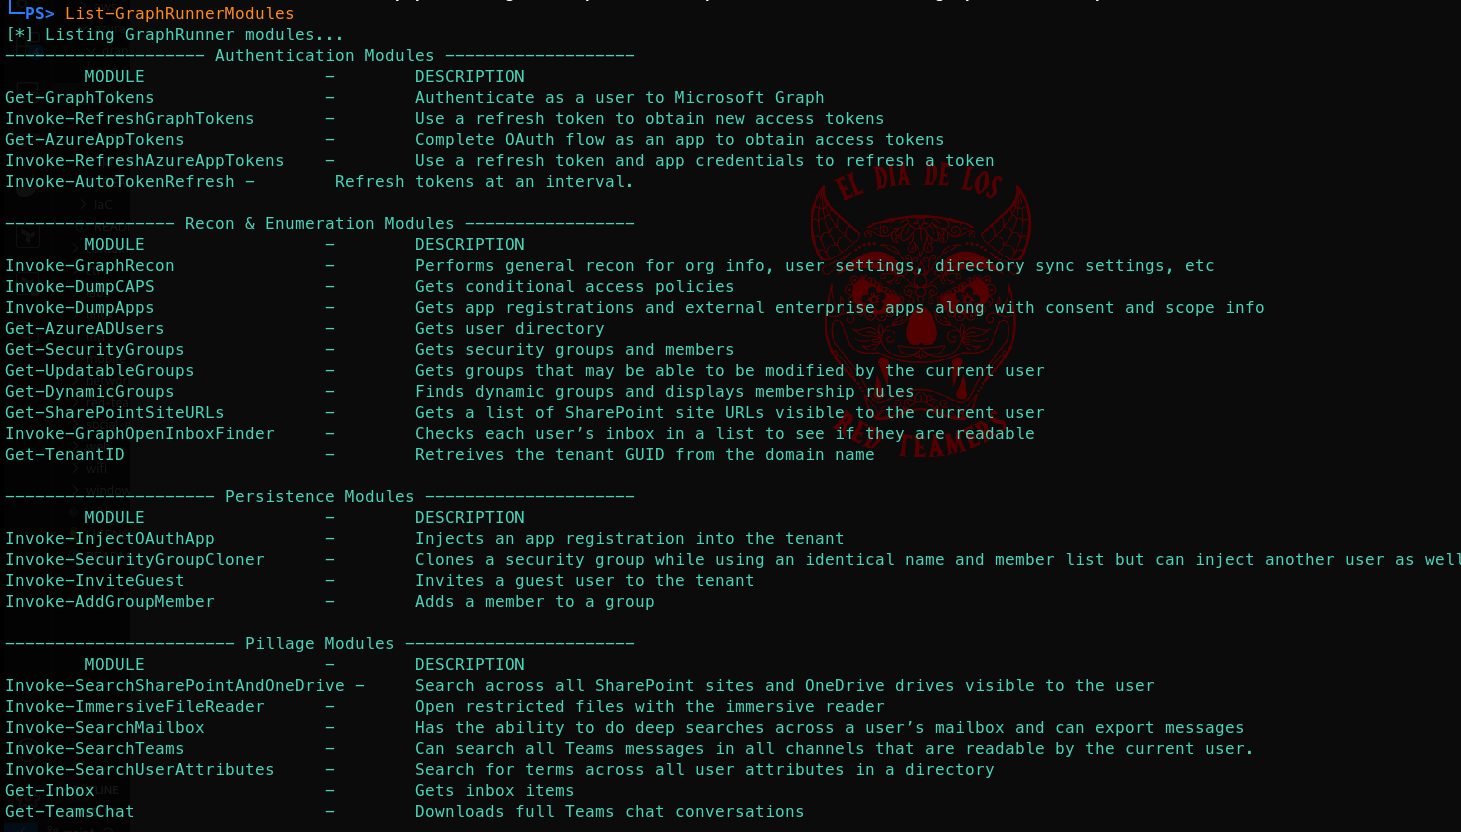 └─PS> List-GraphRunnerModules
[*] Listing GraphRunner modules...
-------------------- Authentication Modules -------------------
MODULE - DESCRIPTION
Get-GraphTokens - Authenticate as a user to Microsoft Graph
Invoke-RefreshGraphTokens - Use a refresh token to obtain new access tokens
Get-AzureAppTokens - Complete OAuth flow as an app to obtain access tokens
Invoke-RefreshAzureAppTokens - Use a refresh token and app credentials to refresh a token
Invoke-AutoTokenRefresh - Refresh tokens at an interval.
----------------- Recon & Enumeration Modules -----------------
MODULE - DESCRIPTION
Invoke-GraphRecon - Performs general recon for org info, user settings, directory sync settings, etc
Invoke-DumpCAPS - Gets conditional access policies
Invoke-DumpApps - Gets app registrations and external enterprise apps along with consent and scope info
Get-AzureADUsers - Gets user directory
Get-SecurityGroups - Gets security groups and members
Get-UpdatableGroups - Gets groups that may be able to be modified by the current user
Get-DynamicGroups - Finds dynamic groups and displays membership rules
Get-SharePointSiteURLs - Gets a list of SharePoint site URLs visible to the current user
Invoke-GraphOpenInboxFinder - Checks each user's inbox in a list to see if they are readable
Get-TenantID - Retreives the tenant GUID from the domain name
--------------------- Persistence Modules ---------------------
MODULE - DESCRIPTION
Invoke-InjectOAuthApp - Injects an app registration into the tenant
Invoke-SecurityGroupCloner - Clones a security group while using an identical name and member list but can inject another user as well
Invoke-InviteGuest - Invites a guest user to the tenant
Invoke-AddGroupMember - Adds a member to a group
----------------------- Pillage Modules -----------------------
MODULE - DESCRIPTION
Invoke-SearchSharePointAndOneDrive - Search across all SharePoint sites and OneDrive drives visible to the user
Invoke-ImmersiveFileReader - Open restricted files with the immersive reader
Invoke-SearchMailbox - Has the ability to do deep searches across a user's mailbox and can export messages
Invoke-SearchTeams - Can search all Teams messages in all channels that are readable by the current user.
Invoke-SearchUserAttributes - Search for terms across all user attributes in a directory
Get-Inbox - Gets inbox items
Get-TeamsChat - Downloads full Teams chat conversations
EL DIA DE LOS
RED TEAMERS
IaC
wifi